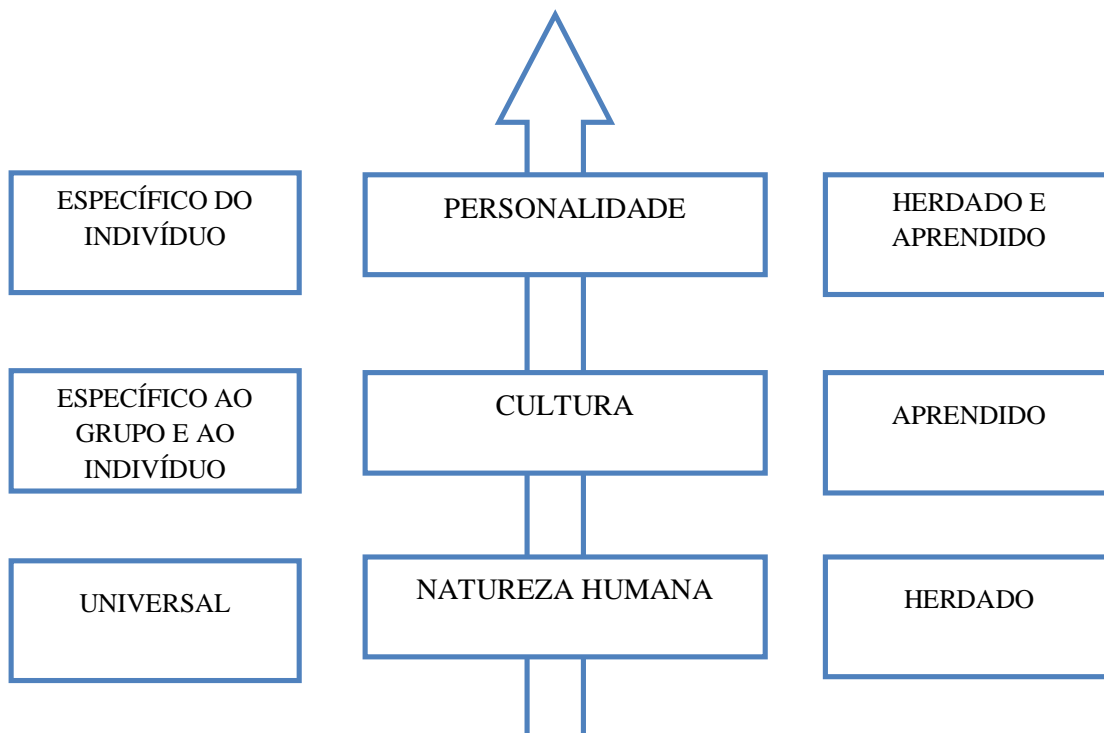 ESPECÍFICO DO
INDIVÍDUO
PERSONALIDADE
HERDADO E
APRENDIDO
ESPECÍFICO AO
GRUPO E AO
INDIVÍDUO
CULTURA
APRENDIDO
UNIVERSAL
NATUREZA HUMANA
HERDADO